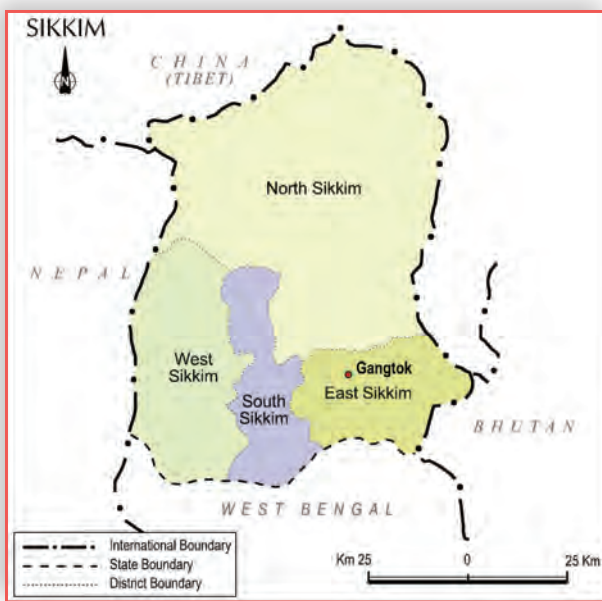 SIKKIM
N
CHINA
(TIBET)
North Sikkim
NEPAL
West
Sikkim
South
Sikkim
Gangtok
East Sikkim
BHUTAN
WEST BENGAL
International Boundary
State Boundary
District Boundary
Km 25 0 25 Km